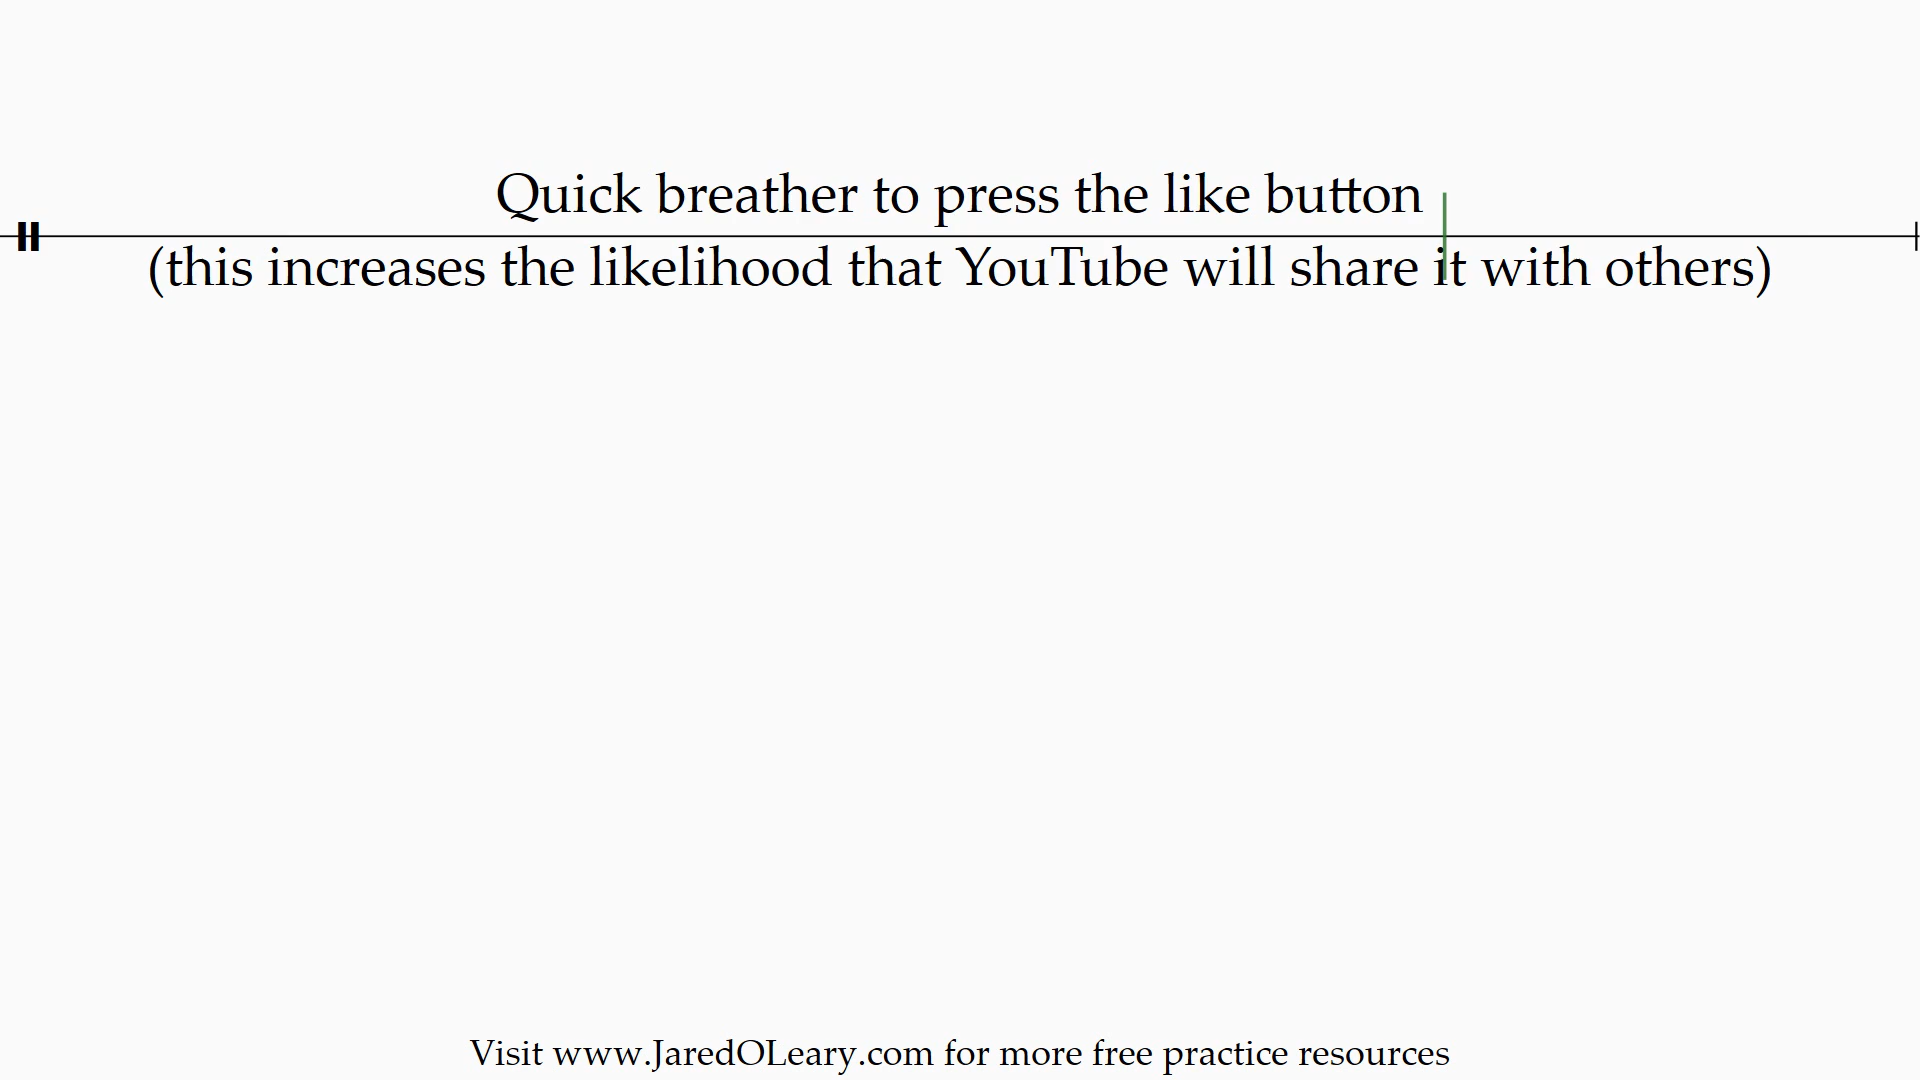 Quick breather to press the like button
(this increases the likelihood that YouTube will share it with others)
Visit www.JaredOLeary.com for more free practice resources